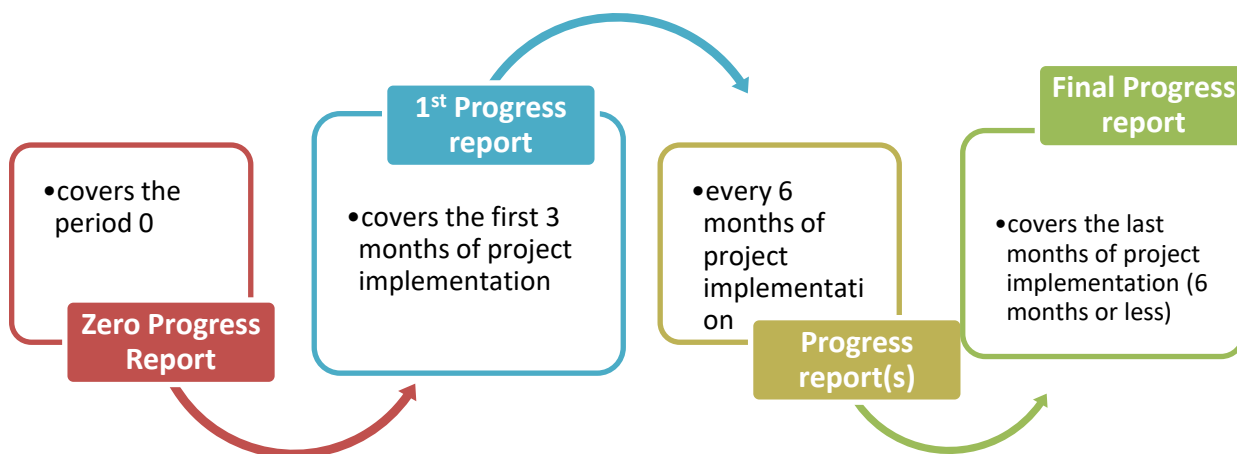 •covers the
period 0
Zero Progress
Report
1st Progress
report
•covers the first 3
months of project
implementation
•every 6
months of
project
implementati
on
Progress
report(s)
Final Progress
report
•covers the last
months of project
implementation (6
months or less)